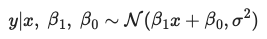 y|x, β₁, β₀ ∼ 𝒩(β₁x + β₀, σ²)